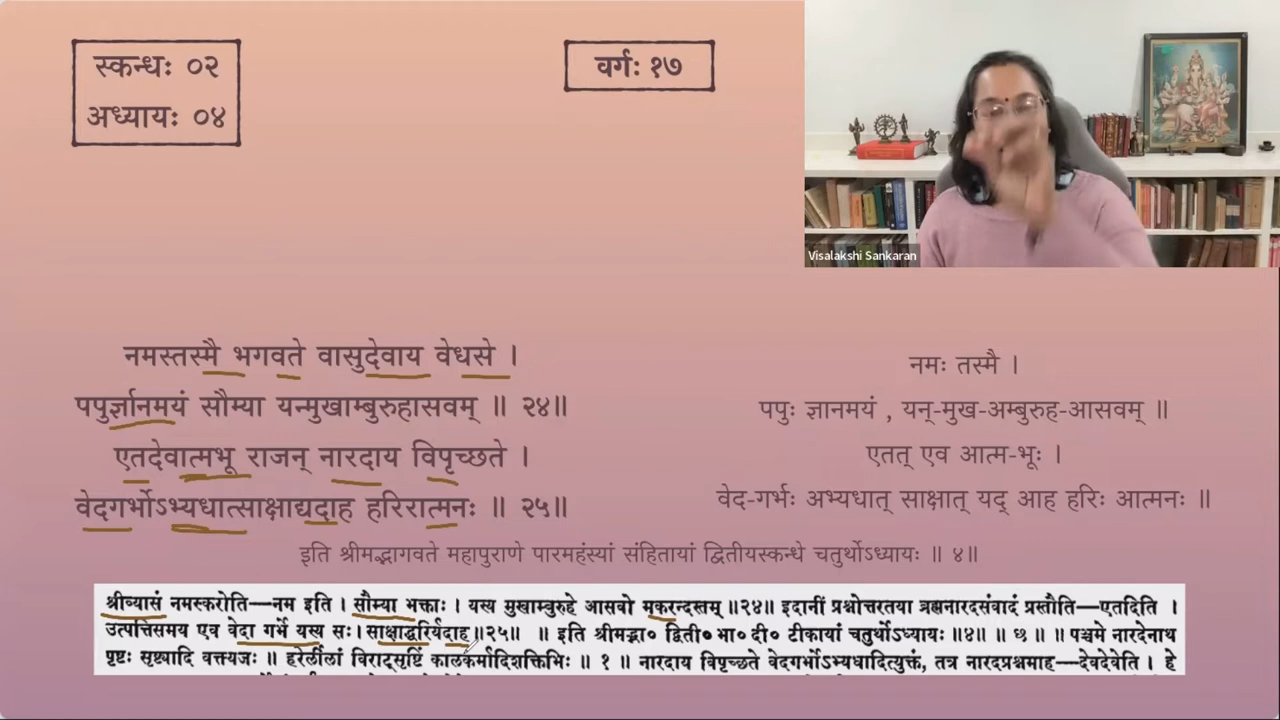 स्कन्धः ०२
अध्यायः ०४
वर्गः १७
Visalakshi Sankaran
नमस्तस्मै भगवते वासुदेवाय वेधसे ।
पपुर्ज्ञानमयं सौम्या यन्मुखाम्बुरुहासवम् ॥ २४॥
एतदेवात्मभू राजन् नारदाय विपृच्छते ।
वेदगर्भोऽभ्यधात्साक्षाद्यदाह हरिरात्मनः ॥ २५॥
नमः तस्मै ।
पपुः ज्ञानमयं , यन्-मुख-अम्बुरुह-आसवम् ॥
एतत् एव आत्म-भूः ।
वेद-गर्भः अभ्यधात् साक्षात् यद् आह हरिः आत्मनः ॥
इति श्रीमद्भागवते महापुराणे पारमहंस्यां संहितायां द्वितीयस्कन्धे चतुर्थोऽध्यायः ॥ ४॥
श्रीव्यासं नमस्करोति—नम इति । सौम्या भक्ताः । यस्य मुखाम्बुरुहे आसवो मकरन्दस्तम् ॥२४॥ इदानीं प्रश्नोत्तरतया ब्रह्मनारदसंवादं प्रस्तौति—एतदिति ।
उत्पत्तिसमय एव वेदा गर्भे यस्य सः । साक्षाद्धरिर्यदाह ॥२५॥ ॥ इति श्रीमद्भा० द्विती० भा० दी० टीकायां चतुर्थोऽध्यायः ॥४॥ ॥ छ ॥ ॥ पञ्चमे नारदेनाथ
पृष्टः सृष्ट्यादि वक्त्यजः ॥ हरेर्लीलां विराट्सृष्टिं कालकर्मादिशक्तिभिः ॥ १ ॥ नारदाय विपृच्छते वेदगर्भोऽभ्यधादित्युक्तं, तत्र नारदप्रश्नमाह—देवदेवेति । हे